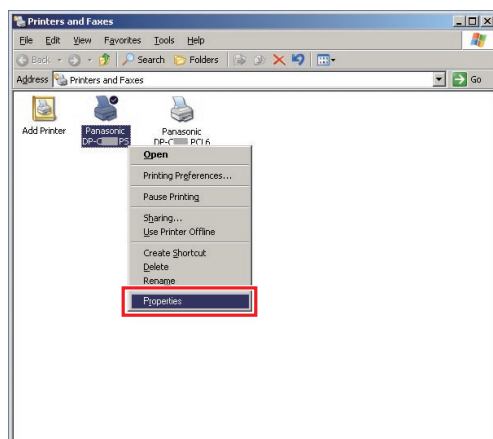 Printers and Faxes
File Edit View Favorites Tools Help
Back Search Folders
Address Printers and Faxes Go
Add Printer
Panasonic
DP-C PS
Panasonic
DP-C PCL6
Open
Printing Preferences...
Pause Printing
Sharing...
Use Printer Offline
Create Shortcut
Delete
Rename
Properties